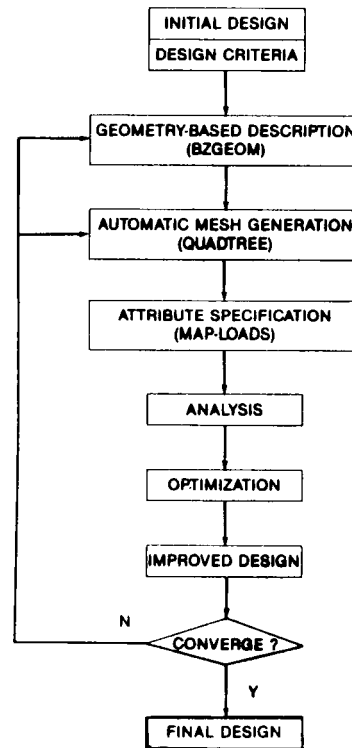 INITIAL DESIGN
DESIGN CRITERIA
GEOMETRY-BASED DESCRIPTION
(BZGEOM)
AUTOMATIC MESH GENERATION
(QUADTREE)
ATTRIBUTE SPECIFICATION
(MAP-LOADS)
ANALYSIS
OPTIMIZATION
IMPROVED DESIGN
N
CONVERGE ?
Y
FINAL DESIGN